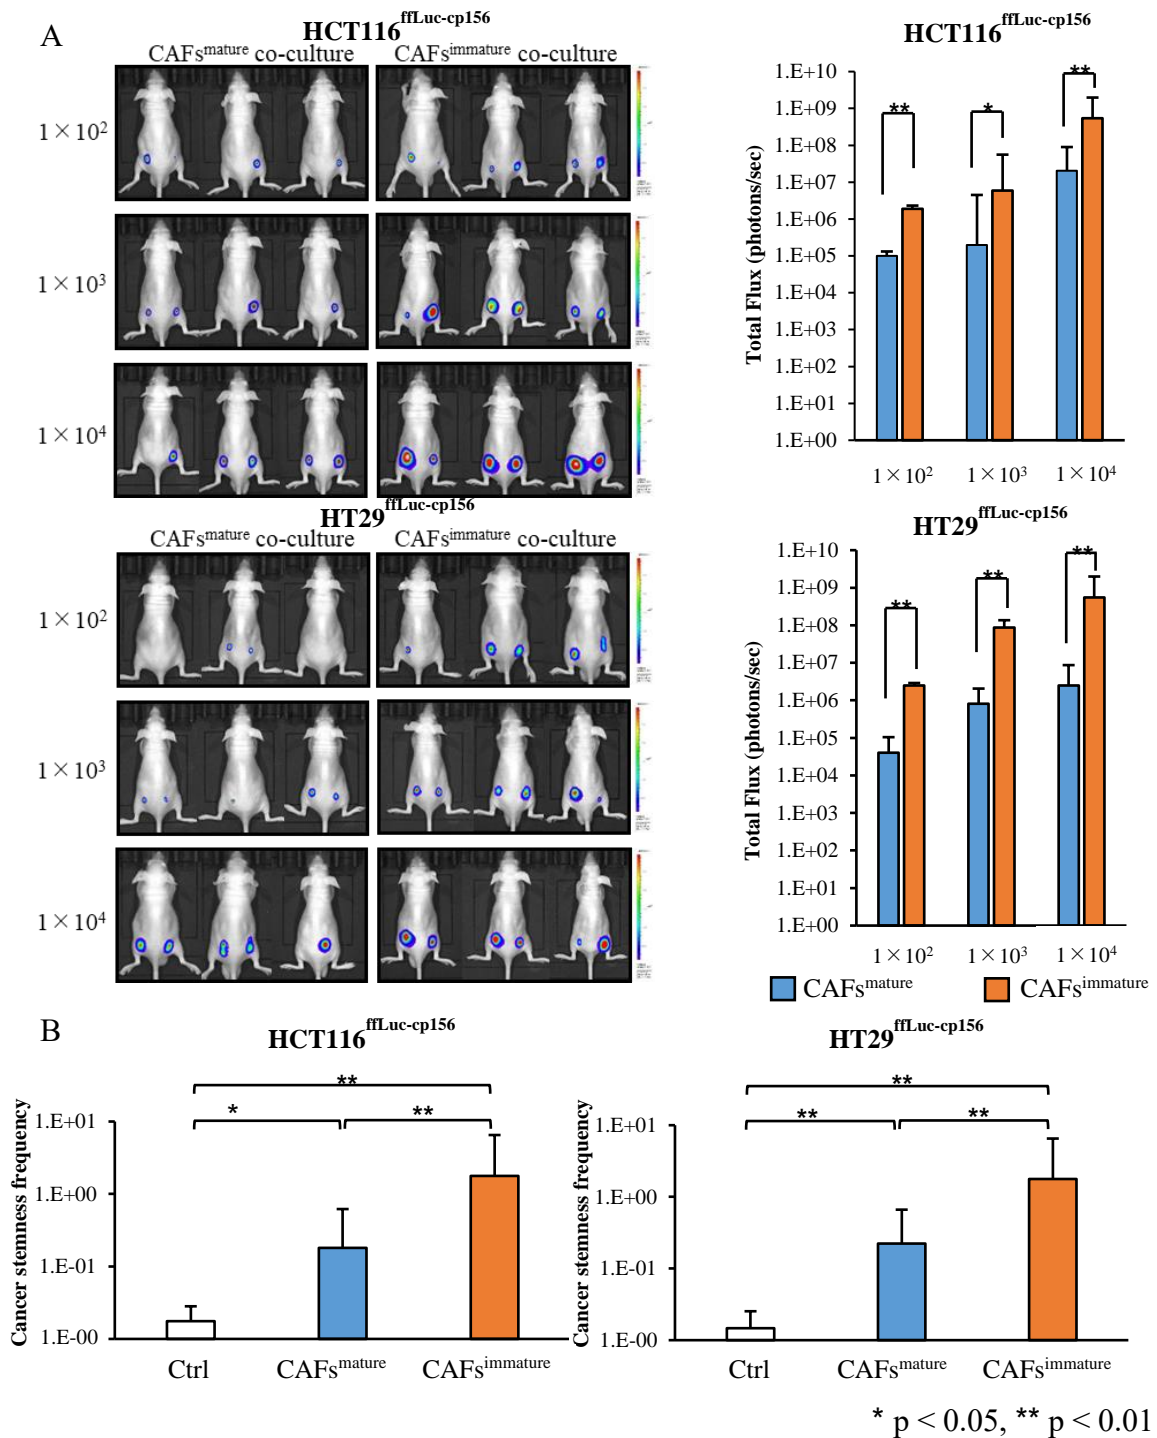 A
HCT116ffLuc-cp156
CAFsmature co-culture
CAFsimmature co-culture
1×10²
1×10³
1×10⁴
HCT116ffLuc-cp156
Total Flux (photons/sec)
1.E+10
1.E+09
1.E+08
1.E+07
1.E+06
1.E+05
1.E+04
1.E+03
1.E+02
1.E+01
1.E+00
**
*
**
1×10²
1×10³
1×10⁴
HT29ffLuc-cp156
CAFsmature co-culture
CAFsimmature co-culture
1×10²
1×10³
1×10⁴
HT29ffLuc-cp156
Total Flux (photons/sec)
1.E+10
1.E+09
1.E+08
1.E+07
1.E+06
1.E+05
1.E+04
1.E+03
1.E+02
1.E+01
1.E+00
**
**
**
1×10²
1×10³
1×10⁴
CAFsmature
CAFsimmature
B
HCT116ffLuc-cp156
Cancer stemness frequency
1.E+01
1.E+00
1.E-01
1.E-00
**
*
**
Ctrl
CAFsmature
CAFsimmature
HT29ffLuc-cp156
Cancer stemness frequency
1.E+01
1.E+00
1.E-01
1.E-00
**
**
**
Ctrl
CAFsmature
CAFsimmature
* p < 0.05, ** p < 0.01